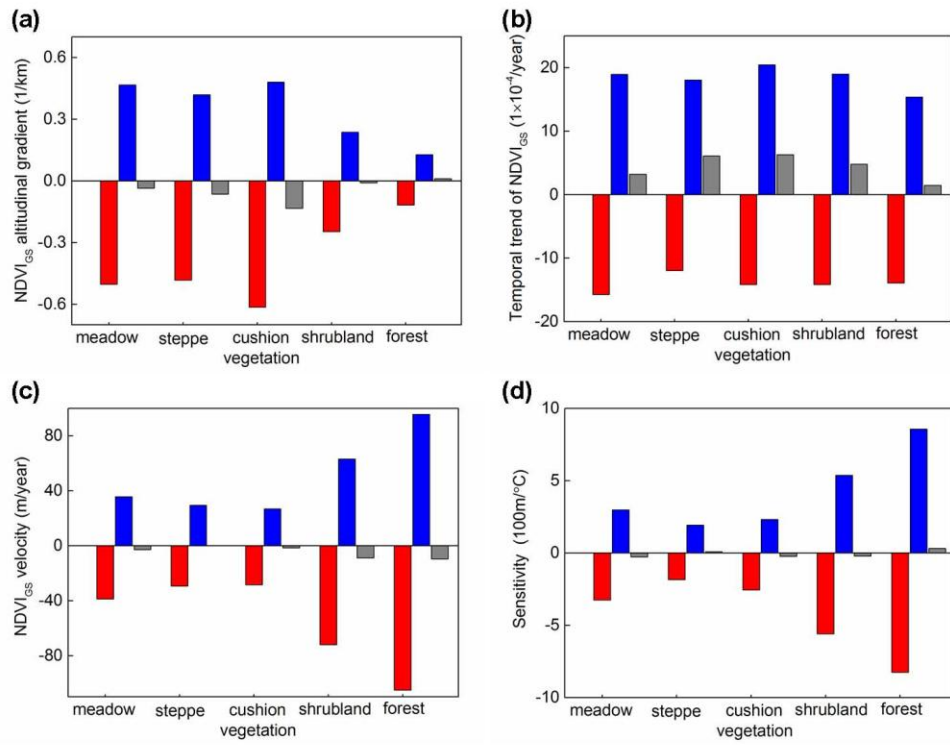 (a)
NDVIGS altitudinal gradient (1/km)
0.6
0.3
0.0
-0.3
-0.6
meadow steppe cushion shrubland forest
vegetation
(b)
Temporal trend of NDVIGS (1×10-4/year)
20
10
0
-10
-20
meadow steppe cushion shrubland forest
vegetation
(c)
NDVIGS velocity (m/year)
80
40
0
-40
-80
meadow steppe cushion shrubland forest
vegetation
(d)
Sensitivity (100m/°C)
10
5
0
-5
-10
meadow steppe cushion shrubland forest
vegetation